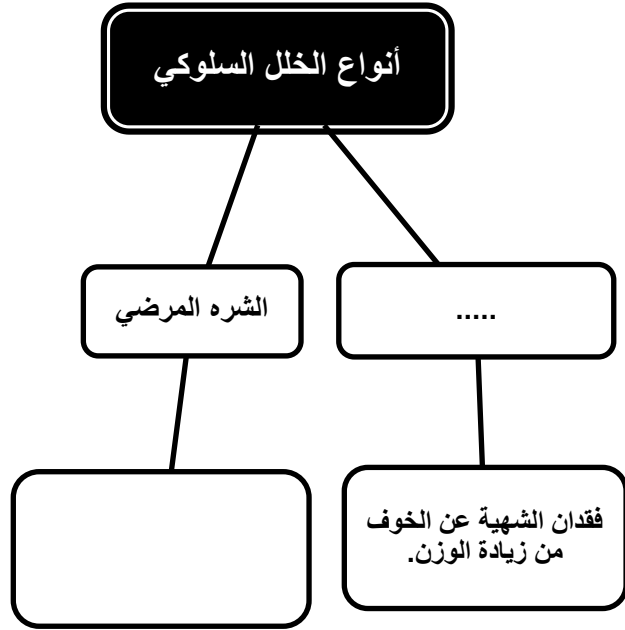 أنواع الخلل السلوكي
.....
الشره المرضي
فقدان الشهية عن الخوف
من زيادة الوزن.